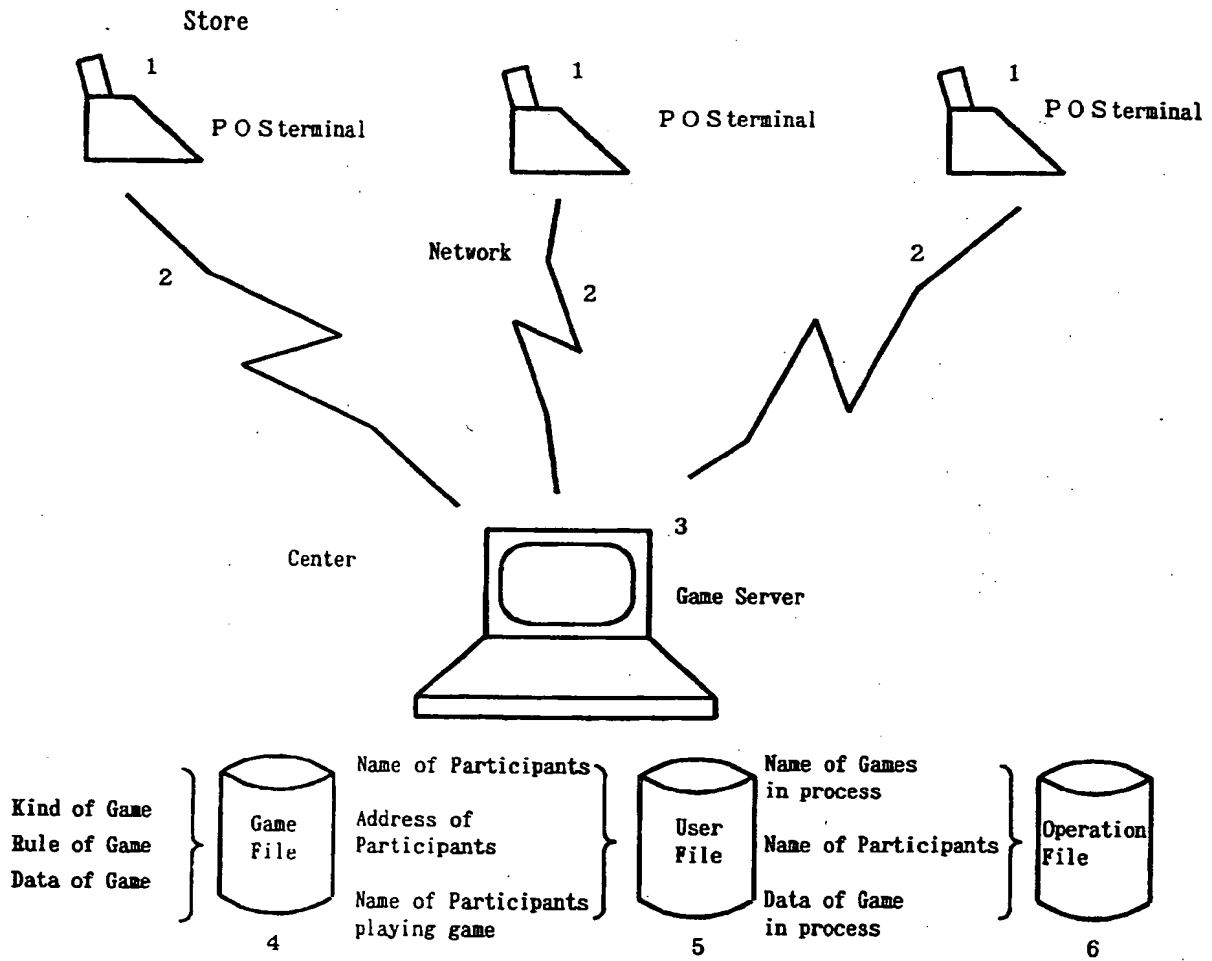 Store
1
1
1
POS terminal
POS terminal
POS terminal
Network
2
2
2
3
Center
Game Server
Kind of Game
Rule of Game
Data of Game
Game
File
4
Name of Participants
Address of
Participants
Name of Participants
playing game
User
File
5
Name of Games
in process
Name of Participants
Data of Game
in process
Operation
File
6